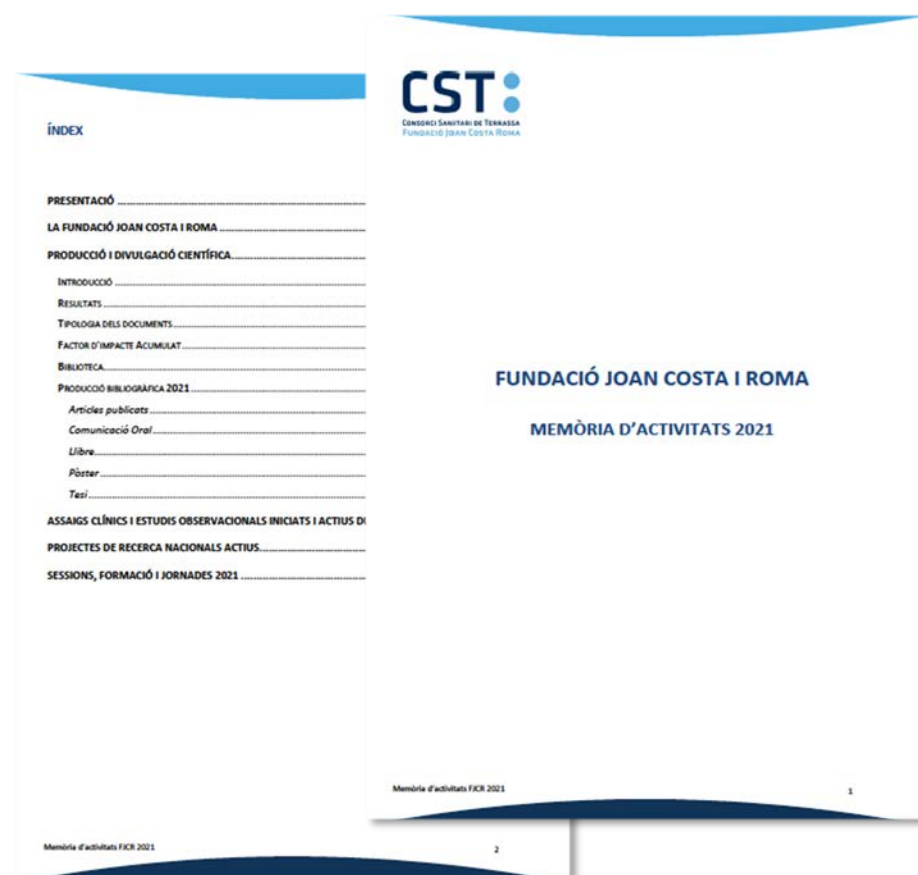 ÍNDEX
PRESENTACIÓ
LA FUNDACIÓ JOAN COSTA I ROMA
PRODUCCIÓ I DIVULGACIÓ CIENTÍFICA
INTRODUCCIÓ
RESULTATS
TIPOLOGIA DELS DOCUMENTS
FACTOR D'IMPACTE ACUMULAT
BIBLIOTECA
PRODUCCIÓ BIBLIOGRÀFICA 2021
Articles publicats
Comunicació Oral
Llibre
Pòster
Tesi
ASSAIGS CLÍNICS I ESTUDIS OBSERVACIONALS INICIATS I ACTIUS
PROJECTES DE RECERCA NACIONALS ACTIUS
SESSIONS, FORMACIÓ I JORNADES 2021
Memòria d'activitats FJCR 2021 2
CST
CONSORCI SANITARI DE TERRASSA
FUNDACIÓ JOAN COSTA ROMA
FUNDACIÓ JOAN COSTA I ROMA
MEMÒRIA D'ACTIVITATS 2021
Memòria d'activitats FJCR 2021 1